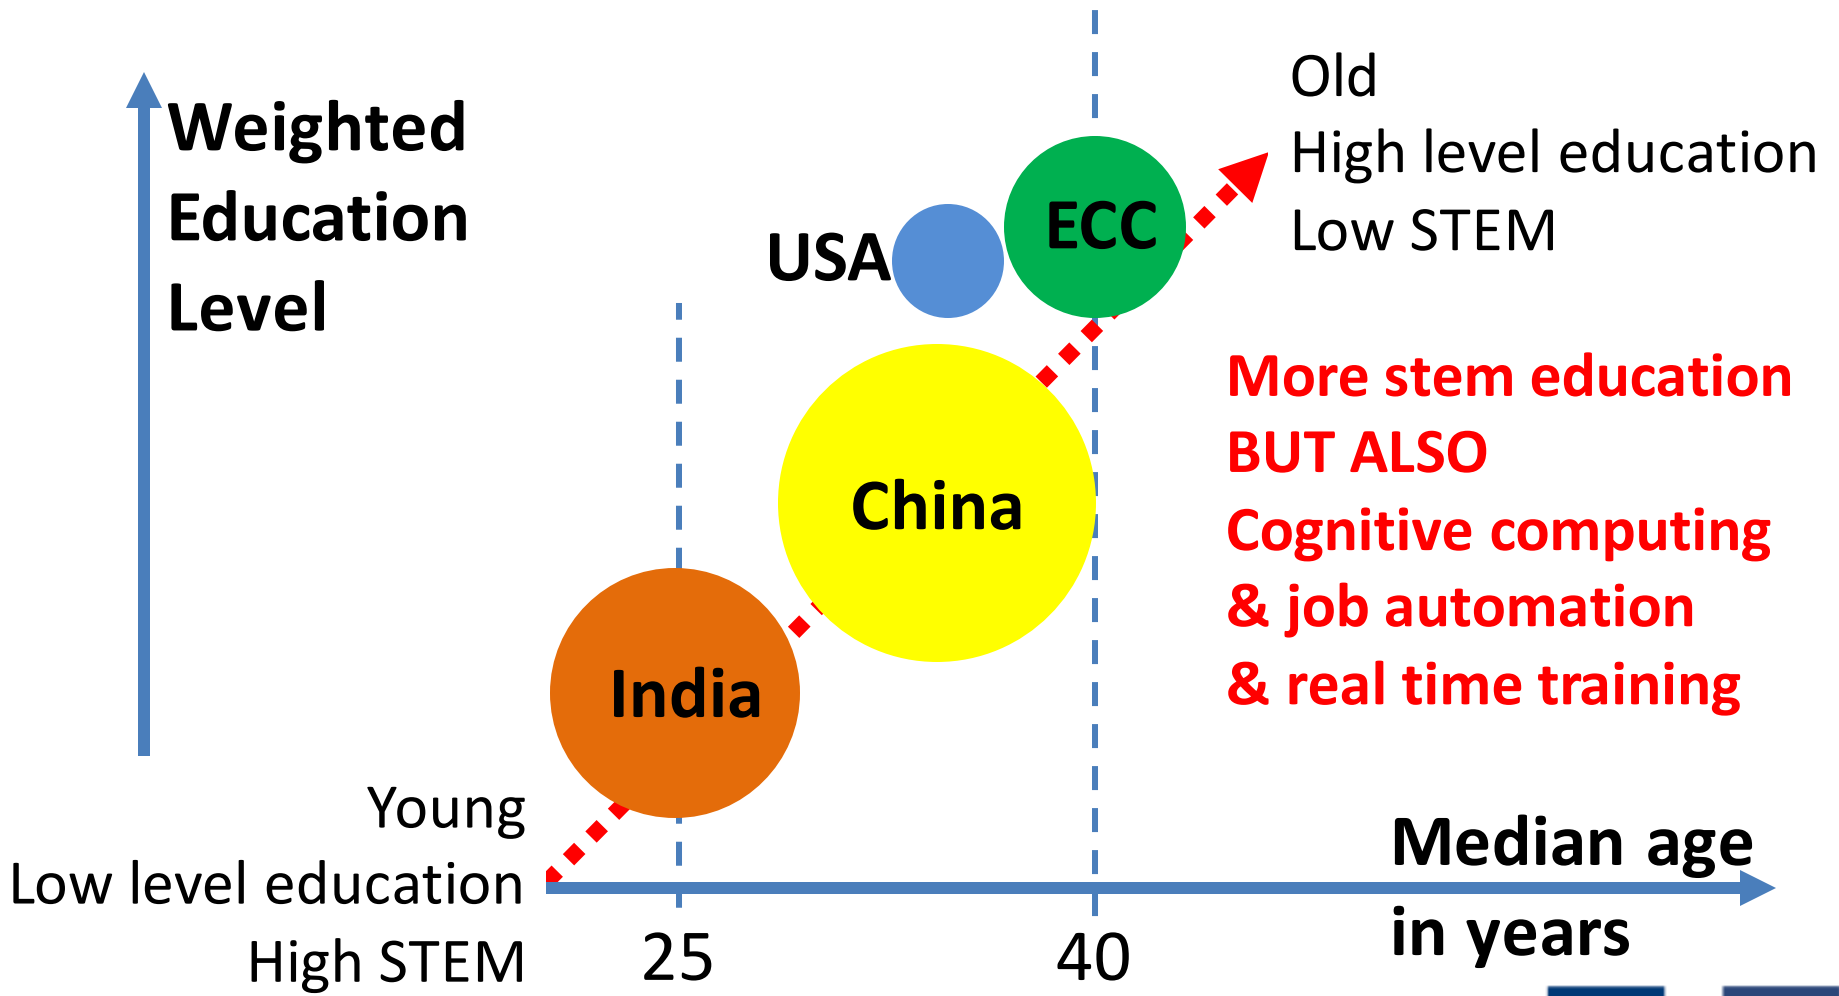 Weighted
Education
Level
USA
ECC
China
India
Old
High level education
Low STEM
More stem education
BUT ALSO
Cognitive computing
& job automation
& real time training
Young
Low level education
High STEM
25
40
Median age
in years